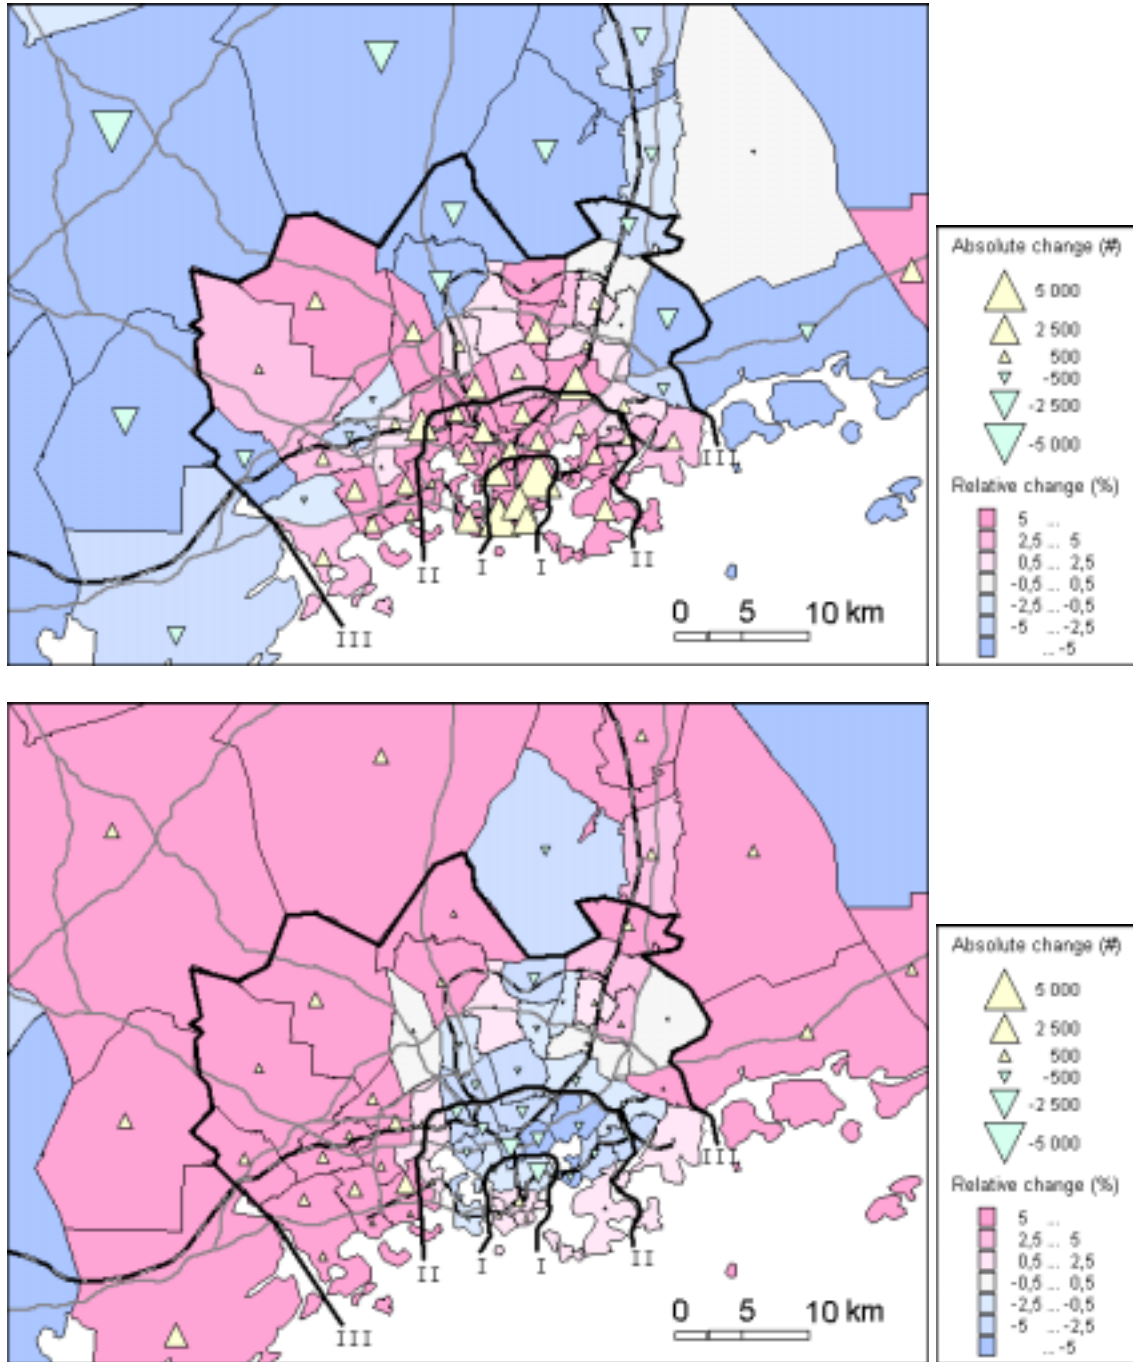 II
I
I
II
III
III
0 5 10 km
Absolute change (#)
5 000
2 500
500
-500
-2 500
-5 000
Relative change (%)
5 ...
2,5 ... 5
0,5 ... 2,5
-0,5 ... 0,5
-2,5 ... -0,5
-5 ... -2,5
... -5
II
I
I
II
III
III
0 5 10 km
Absolute change (#)
5 000
2 500
500
-500
-2 500
-5 000
Relative change (%)
5 ...
2,5 ... 5
0,5 ... 2,5
-0,5 ... 0,5
-2,5 ... -0,5
-5 ... -2,5
... -5